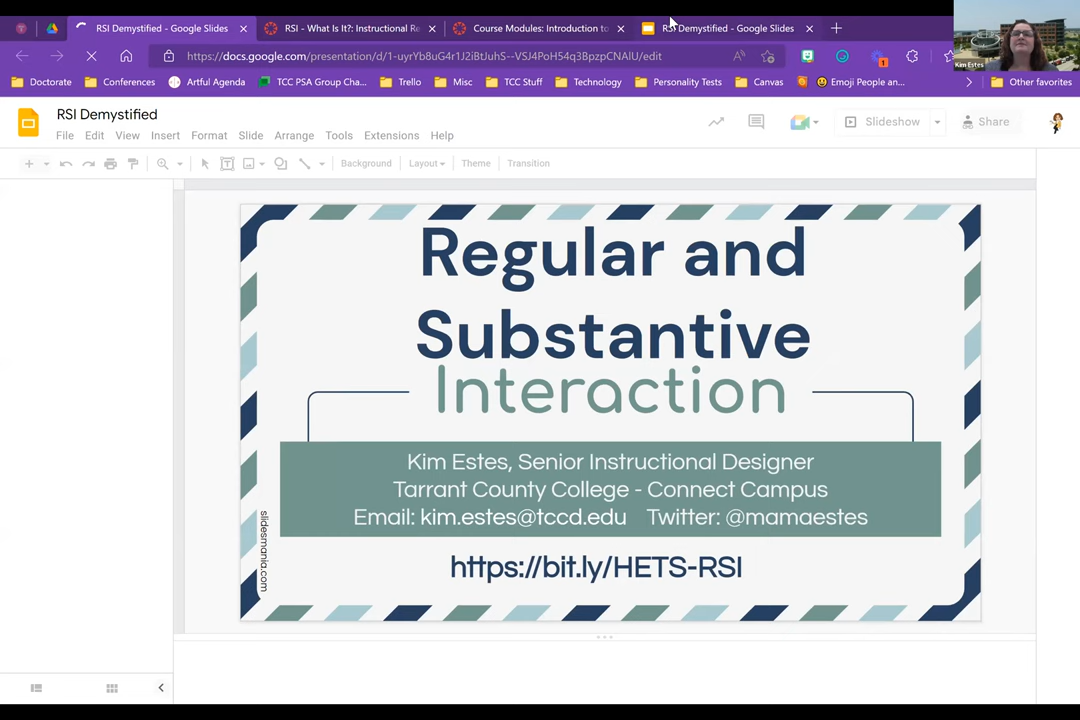 RSI Demystified - Google Slides
RSI - What Is It?: Instructional Re
Course Modules: Introduction to
RSI Demystified - Google Slides
https://docs.google.com/presentation/d/1-uyrYb8uG4r1J2iBtJuhS--VSJ4PoH54q3BpzpCNAlU/edit
1
Doctorate
Conferences
Artful Agenda
TCC PSA Group Cha...
Trello
Misc
TCC Stuff
Technology
Personality Tests
Canvas
Emoji People an...
Other favorites
Kim Estes
RSI Demystified
File Edit View Insert Format Slide Arrange Tools Extensions Help
Slideshow
Share
Background Layout Theme Transition
Regular and
Substantive
Interaction
Kim Estes, Senior Instructional Designer
Tarrant County College - Connect Campus
Email: kim.estes@tccd.edu Twitter: @mamaestes
https://bit.ly/HETS-RSI
slidesmania.com